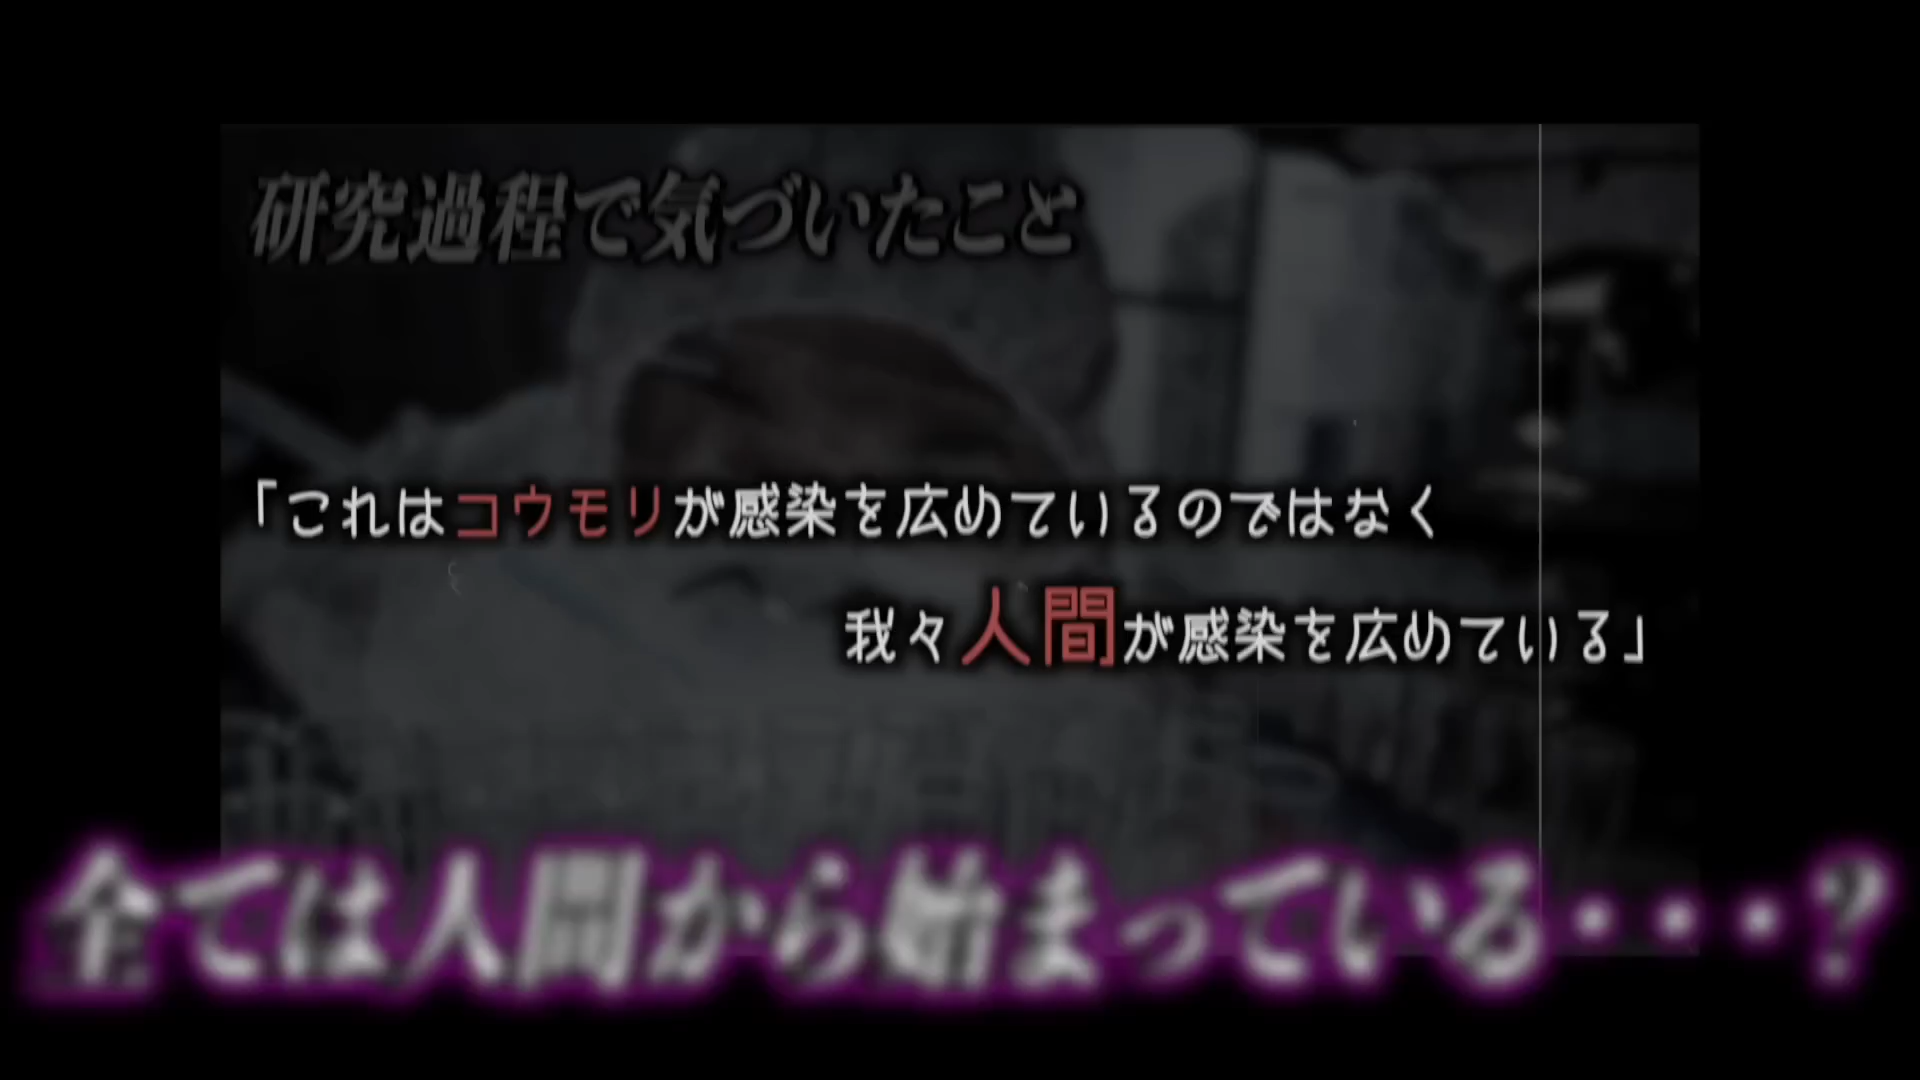 研究過程で気づいたこと
「これはコウモリが感染を広めているのではなく
我々人間が感染を広めている」
全ては人間から始まっている・・・?